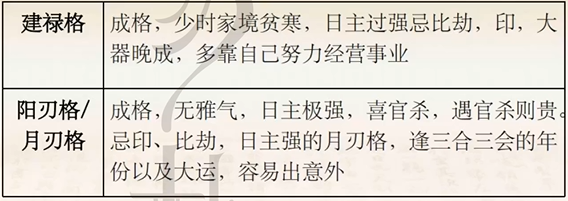 建禄格
成格，少时家境贫寒，日主过强忌比劫，印，大
器晚成，多靠自己努力经营事业
阳刃格/
月刃格
成格，无雅气，日主极强，喜官杀，遇官杀则贵。
忌印、比劫，日主强的月刃格，逢三合三会的年
份以及大运，容易出意外